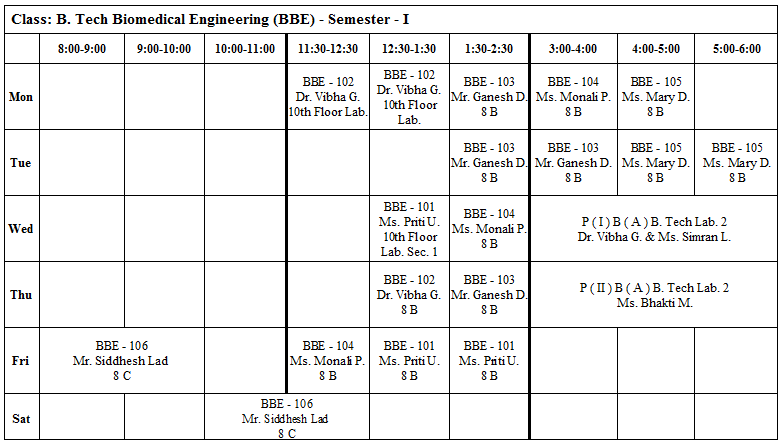 Class: B. Tech Biomedical Engineering (BBE) - Semester - I
8:00-9:00 9:00-10:00 10:00-11:00 11:30-12:30 12:30-1:30 1:30-2:30 3:00-4:00 4:00-5:00 5:00-6:00
Mon
BBE - 102
Dr. Vibha G.
10th Floor Lab.
BBE - 102
Dr. Vibha G.
10th Floor
Lab.
BBE - 103
Mr. Ganesh D.
8 B
BBE - 104
Ms. Monali P.
8 B
BBE - 105
Ms. Mary D.
8 B
Tue
BBE - 103
Mr. Ganesh D.
8 B
BBE - 103
Mr. Ganesh D.
8 B
BBE - 105
Ms. Mary D.
8 B
BBE - 105
Ms. Mary D.
8 B
Wed
BBE - 101
Ms. Priti U.
10th Floor
Lab. Sec. 1
BBE - 104
Ms. Monali P.
8 B
P ( I ) B ( A ) B. Tech Lab. 2
Dr. Vibha G. & Ms. Simran L.
Thu
BBE - 102
Dr. Vibha G.
8 B
BBE - 103
Mr. Ganesh D.
8 B
P ( II ) B ( A ) B. Tech Lab. 2
Ms. Bhakti M.
Fri
BBE - 106
Mr. Siddhesh Lad
8 C
BBE - 104
Ms. Monali P.
8 B
BBE - 101
Ms. Priti U.
8 B
BBE - 101
Ms. Priti U.
8 B
Sat
BBE - 106
Mr. Siddhesh Lad
8 C